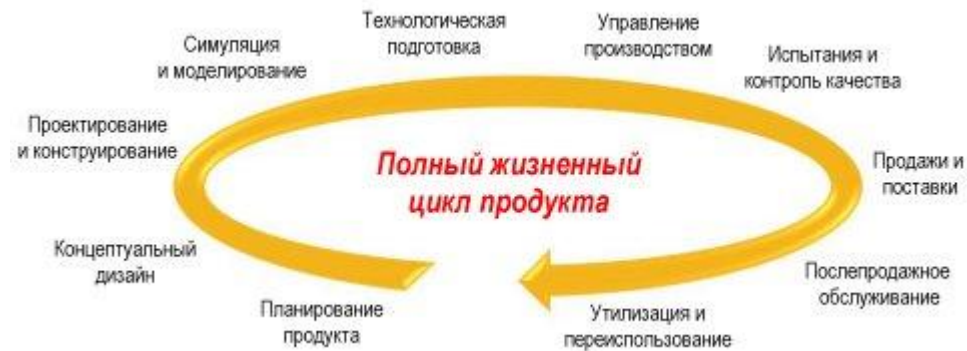 Технологическая
подготовка
Управление
производством
Симуляция
и моделирование
Испытания и
контроль качества
Проектирование
и конструирование
Полный жизненный
цикл продукта
Продажи и
поставки
Концептуальный
дизайн
Послепродажное
обслуживание
Планирование
продукта
Утилизация и
переиспользование